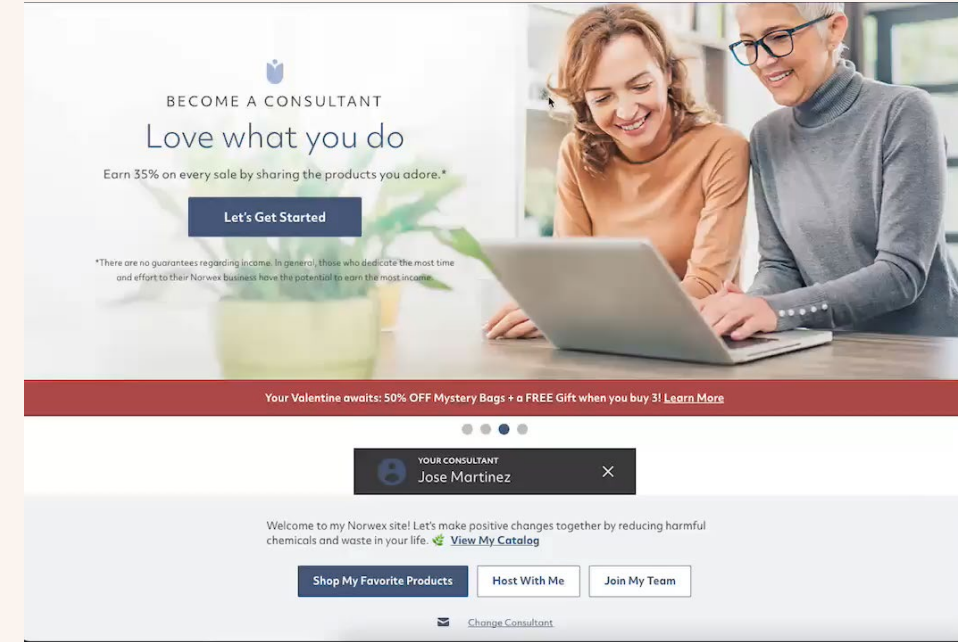 BECOME A CONSULTANT
Love what you do
Earn 35% on every sale by sharing the products you adore.*
Let's Get Started
*There are no guarantees regarding income. In general, those who dedicate the most time
and effort to their Norwex business have the potential to earn the most income.
Your Valentine awaits: 50% OFF Mystery Bags + a FREE Gift when you buy 3! Learn More
YOUR CONSULTANT
Jose Martinez
Welcome to my Norwex site! Let's make positive changes together by reducing harmful
chemicals and waste in your life. 🌿 View My Catalog
Shop My Favorite Products
Host With Me
Join My Team
Change Consultant